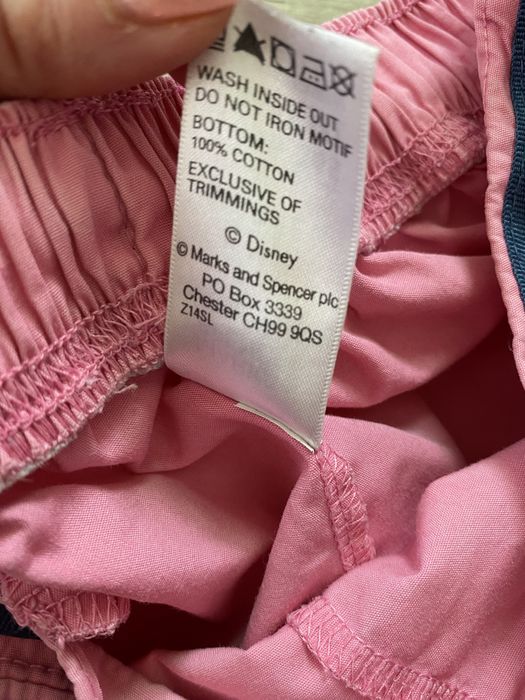 WASH INSIDE OUT
DO NOT IRON MOTIF
BOTTOM:
100% COTTON
EXCLUSIVE OF
TRIMMINGS
© Disney
© Marks and Spencer plc
PO Box 3339
Chester CH99 9QS
Z14SL